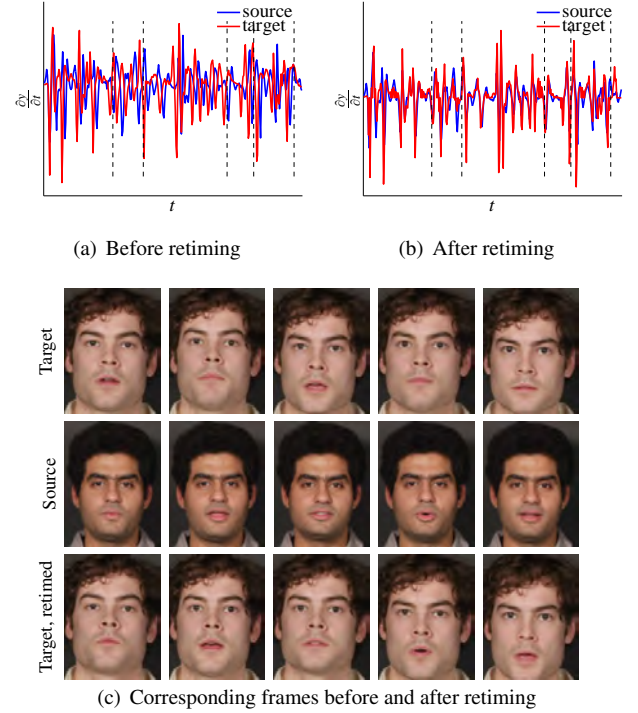 source
target
∂y
∂t
t
source
target
∂y
∂t
t
(a) Before retiming
(b) After retiming
Target
Source
Target, retimed
(c) Corresponding frames before and after retiming